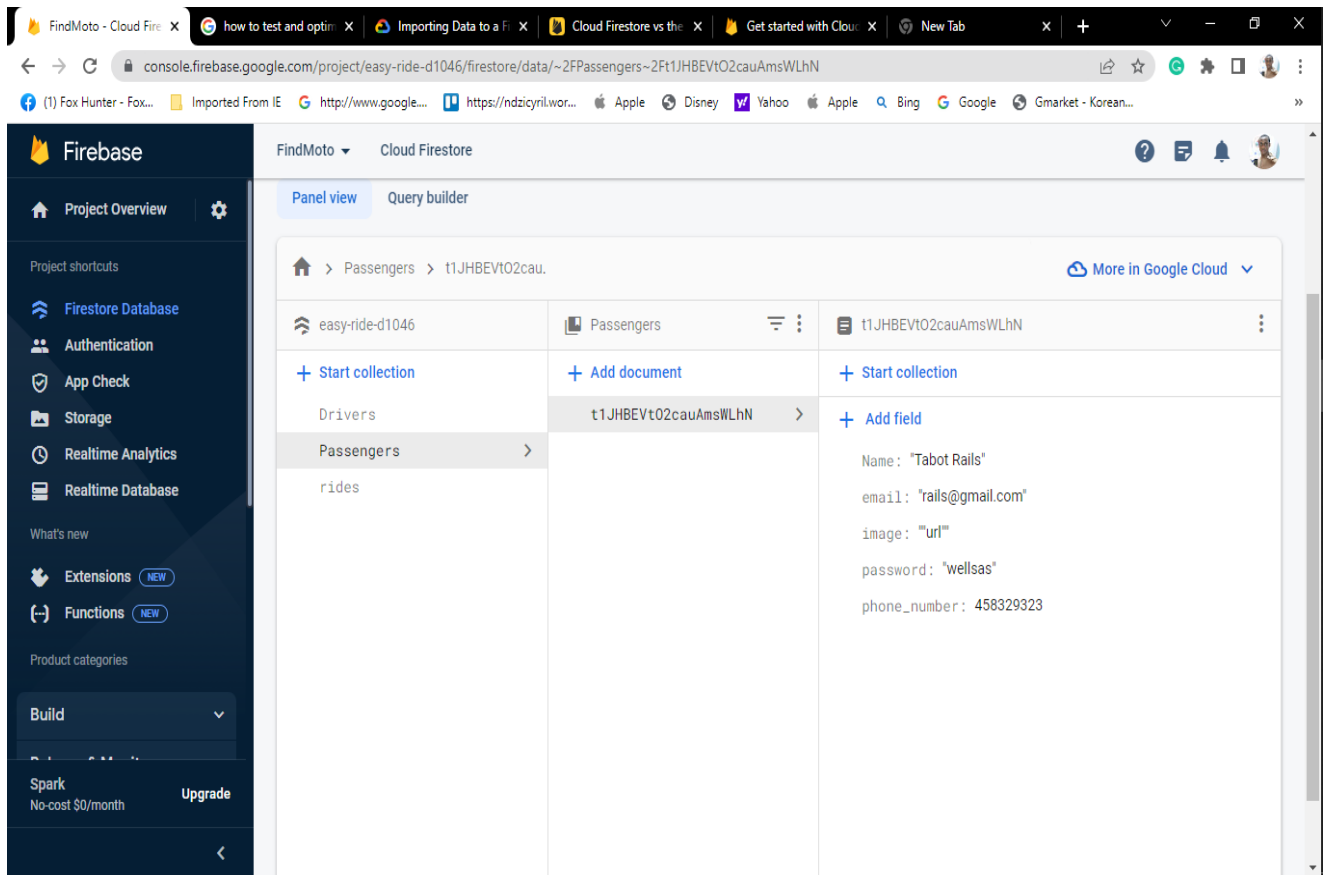 FindMoto - Cloud Fire
how to test and optim
Importing Data to a Fi
Cloud Firestore vs the
Get started with Clou
New Tab
console.firebase.google.com/project/easy-ride-d1046/firestore/data/~2FPassengers~2Ft1JHBEVtO2cauAmsWLhN
(1) Fox Hunter - Fox... Imported From IE http://www.google.... https://ndzicyril.wor... Apple Disney Yahoo Apple Bing Google Gmarket - Korean... »
Firebase
FindMoto Cloud Firestore
Panel view Query builder
Project Overview
Project shortcuts
Firestore Database
Authentication
App Check
Storage
Realtime Analytics
Realtime Database
What's new
Extensions NEW
Functions NEW
Product categories
Build
Spark
No-cost $0/month
Upgrade
> Passengers > t1JHBEVtO2cau.
More in Google Cloud
easy-ride-d1046
+ Start collection
Drivers
Passengers
rides
Passengers
+ Add document
t1JHBEVtO2cauAmsWLhN
t1JHBEVtO2cauAmsWLhN
+ Start collection
+ Add field
Name: "Tabot Rails"
email: "rails@gmail.com"
image: ""url""
password: "wellsas"
phone_number: 458329323